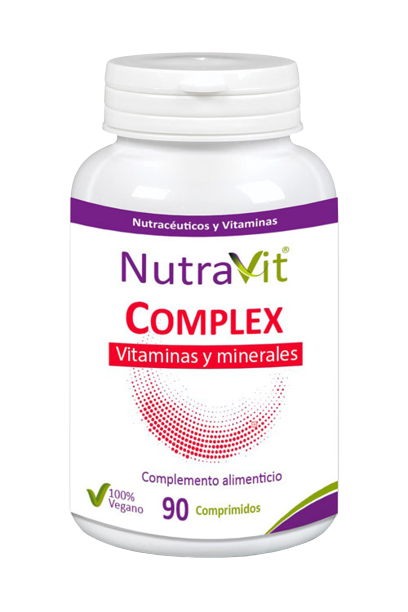 Nutracéuticos y Vitaminas
NutraVit®
COMPLEX
Vitaminas y minerales
Complemento alimenticio
100%
Vegano
90 Comprimidos